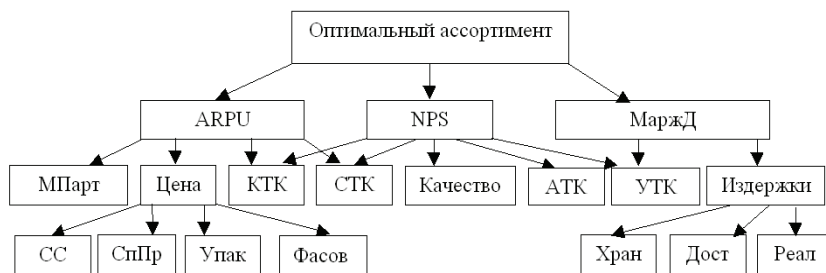 Оптимальный ассортимент
ARPU
NPS
МаржД
МПарт
Цена
КТК
СТК
Качество
АТК
УТК
Издержки
СС
СпПр
Упак
Фасов
Хран
Дост
Реал